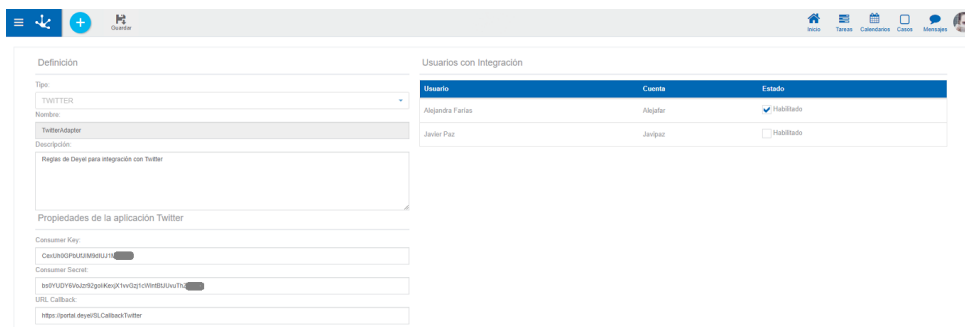 Guardar
Inicio
Tareas
Calendarios
Casos
Mensajes
Definición
Tipo:
TWITTER
Nombre:
TwitterAdapter
Descripción:
Reglas de Deyel para integración con Twitter
Propiedades de la aplicación Twitter
Consumer Key:
Consumer Secret:
URL Callback:
https://portal.deyel/SLCallbackTwitter
Usuarios con Integración
Usuario Cuenta Estado
Alejandra Farias Alejafar Habilitado
Javier Paz Javipaz Habilitado